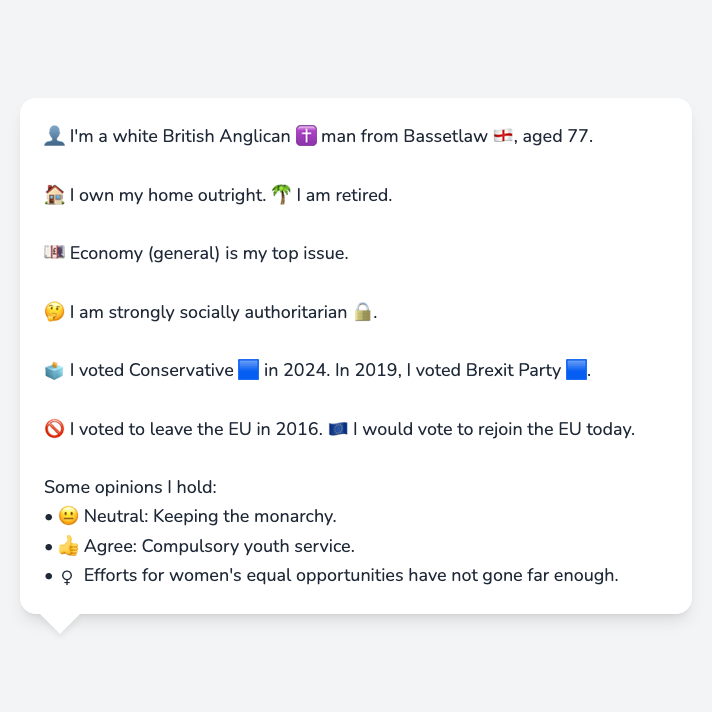 👤 I'm a white British Anglican ✝️ man from Bassetlaw 🏴󠁧󠁢󠁥󠁮󠁧󠁿, aged 77.
🏠 I own my home outright. 🌴 I am retired.
💷 Economy (general) is my top issue.
🤔 I am strongly socially authoritarian 🔒.
🗳️ I voted Conservative 🟦 in 2024. In 2019, I voted Brexit Party 🟦.
🚫 I voted to leave the EU in 2016. 🇪🇺 I would vote to rejoin the EU today.
Some opinions I hold:
• 😐 Neutral: Keeping the monarchy.
• 👍 Agree: Compulsory youth service.
• ♀ Efforts for women's equal opportunities have not gone far enough.